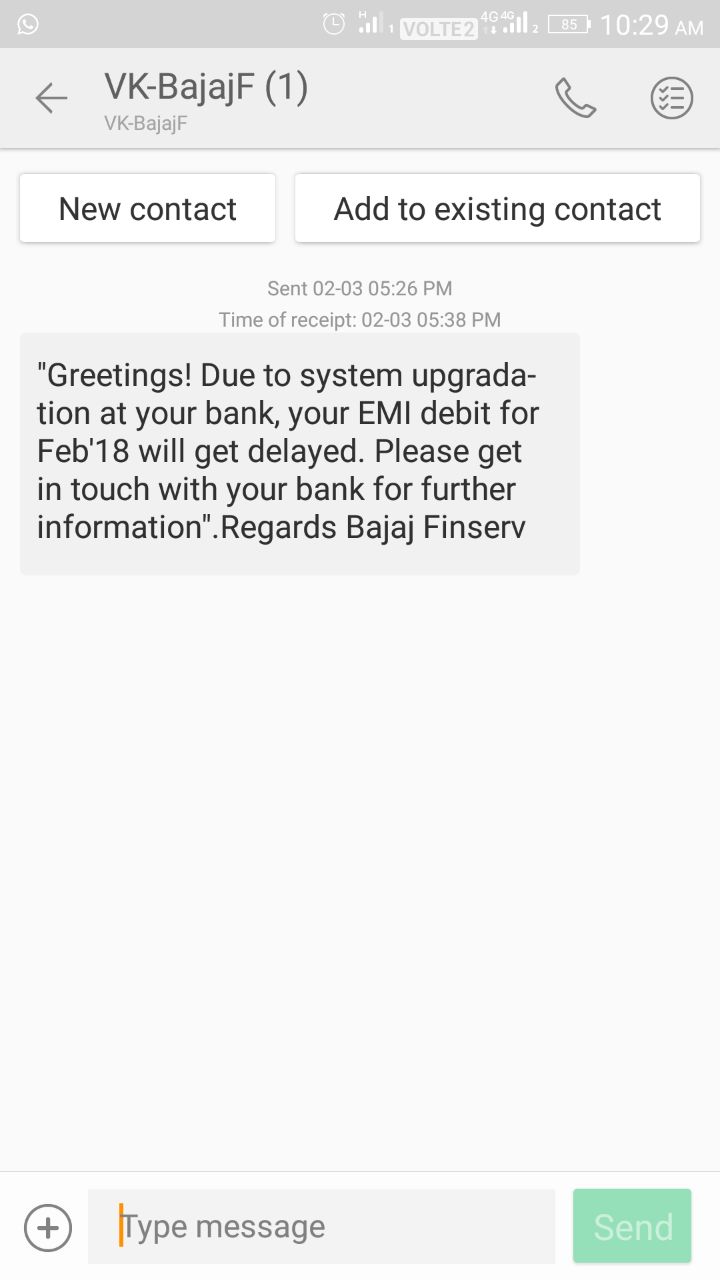 H 1 VOLTE2 4G 4G 2 85 10:29 AM
VK-BajajF (1)
VK-BajajF
New contact Add to existing contact
Sent 02-03 05:26 PM
Time of receipt: 02-03 05:38 PM
"Greetings! Due to system upgrada-
tion at your bank, your EMI debit for
Feb'18 will get delayed. Please get
in touch with your bank for further
information".Regards Bajaj Finserv
Type message Send